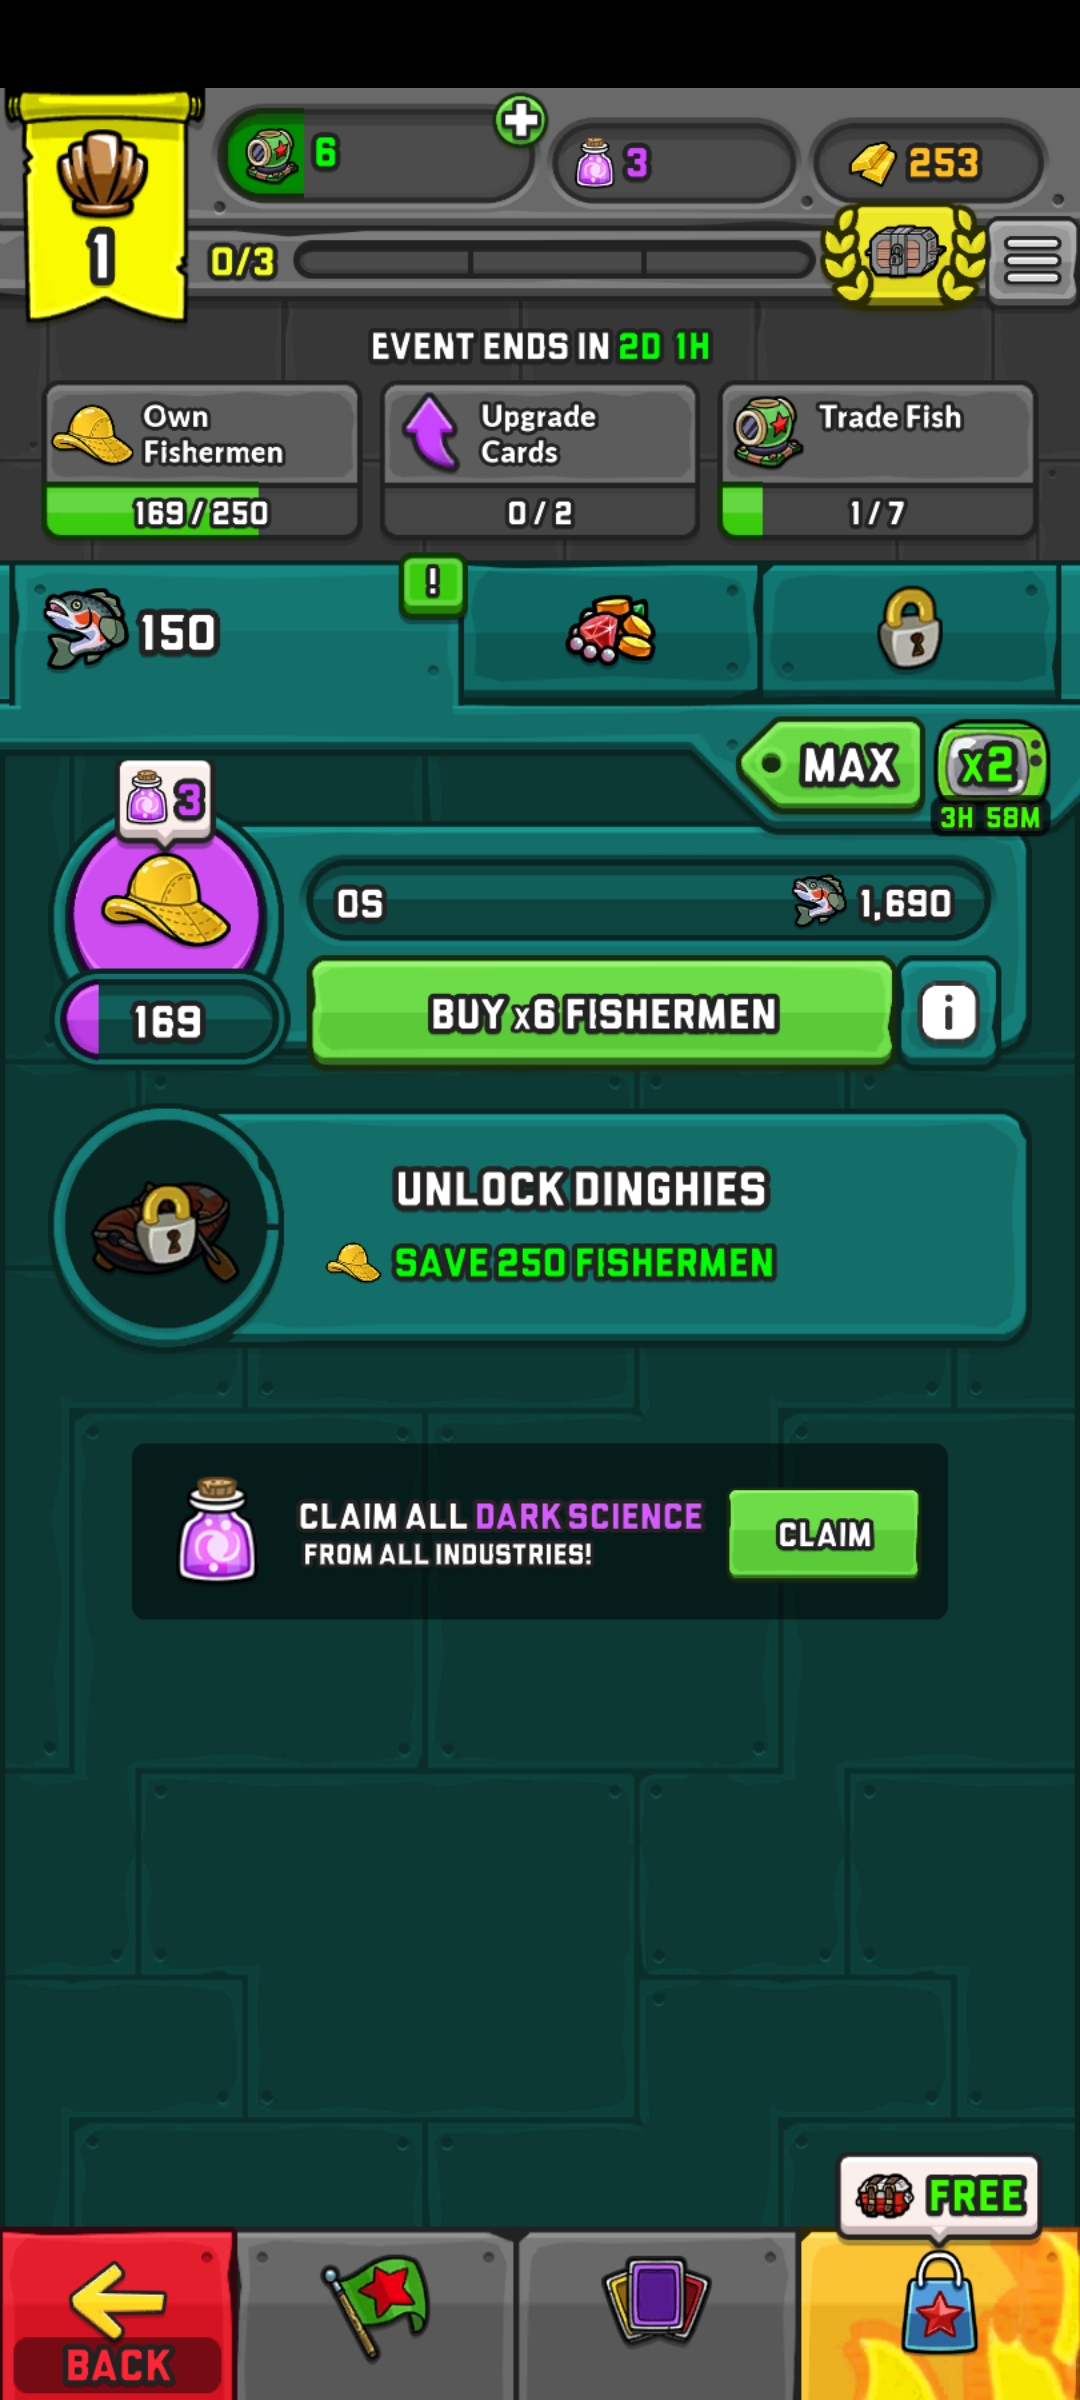 1
6
3
253
0/3
EVENT ENDS IN 2D 1H
Own
Fishermen
169/250
Upgrade
Cards
0/2
Trade Fish
1/7
150
!
MAX
x2
3H 58M
3
0S
1,690
169
BUY x6 FISHERMEN
i
UNLOCK DINGHIES
SAVE 250 FISHERMEN
CLAIM ALL DARK SCIENCE
FROM ALL INDUSTRIES!
CLAIM
FREE
BACK